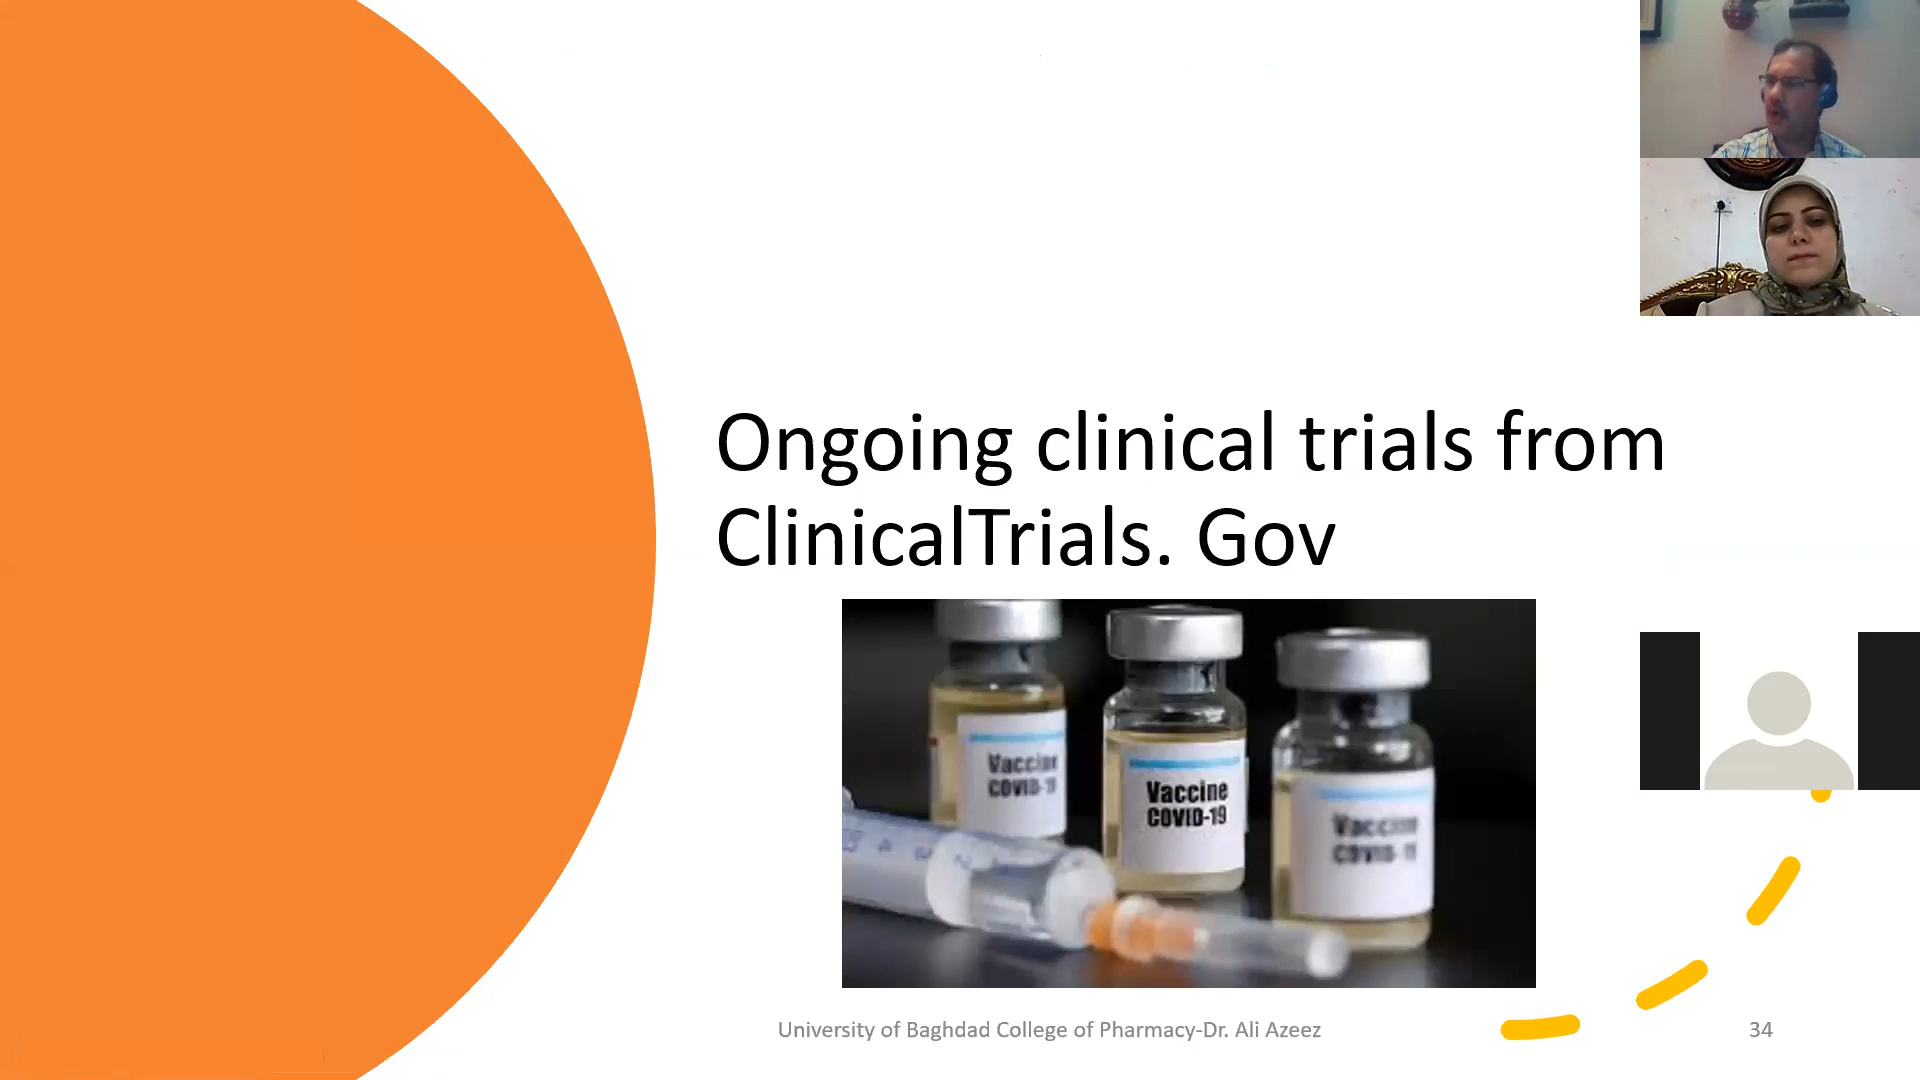 Ongoing clinical trials from
ClinicalTrials. Gov
Vaccine
COVID-19
Vaccine
COVID-19
Vaccine
COVID-19
University of Baghdad College of Pharmacy-Dr. Ali Azeez
34